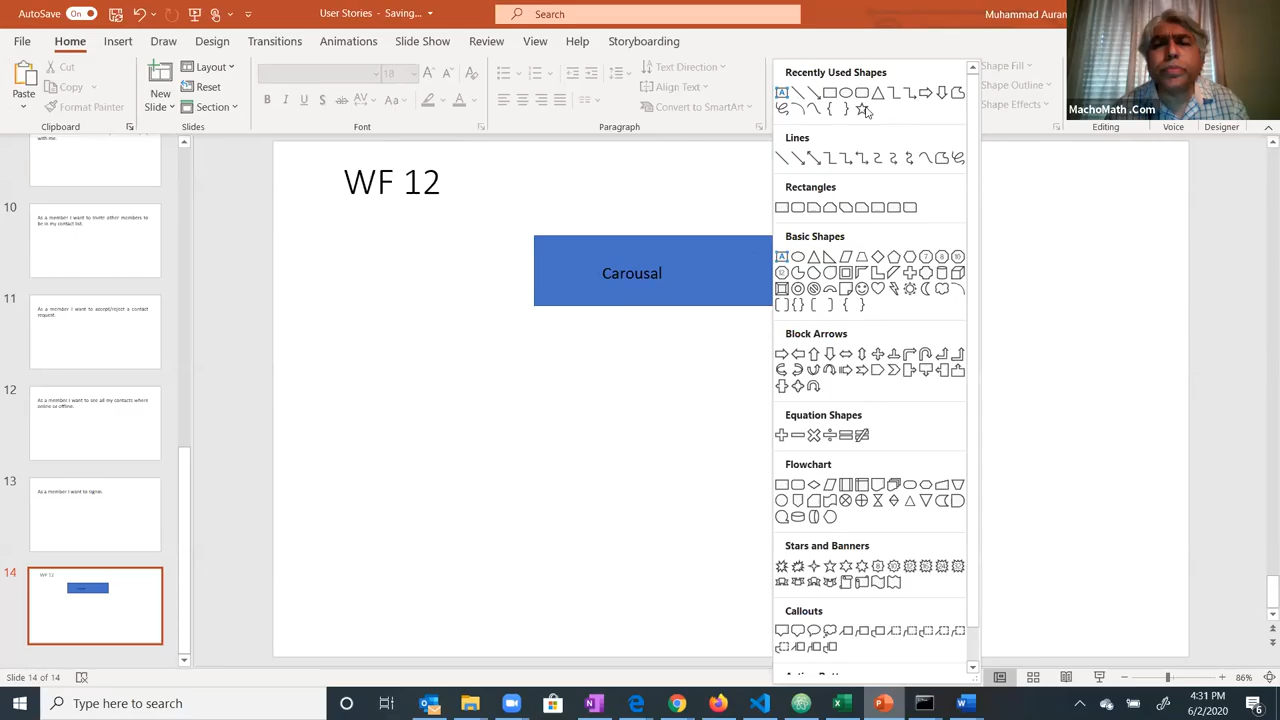 AutoSave On
User Stories - Saving...
Search
Muhammad Auran
File Home Insert Draw Design Transitions Animations Slide Show Review View Help Storyboarding
Paste
Cut
Copy
Format Painter
Clipboard
New
Slide
Layout
Reset
Section
Slides
Font
Text Direction
Align Text
Convert to SmartArt
Paragraph
Shape Fill
Shape Outline
Shape Effects
Editing
Voice
Designer
MachoMath .Com
Recently Used Shapes
Lines
Rectangles
Basic Shapes
Block Arrows
Equation Shapes
Flowchart
Stars and Banners
Callouts
with me.
10
As a member I want to invite other members to
be in my contact list.
11
As a member I want to accept/reject a contact
request.
12
As a member I want to see all my contacts where
online or offline.
13
As a member I want to signin.
14
WF 12
WF 12
Carousal
Slide 14 of 14
86%
Type here to search
4:31 PM
6/2/2020
6